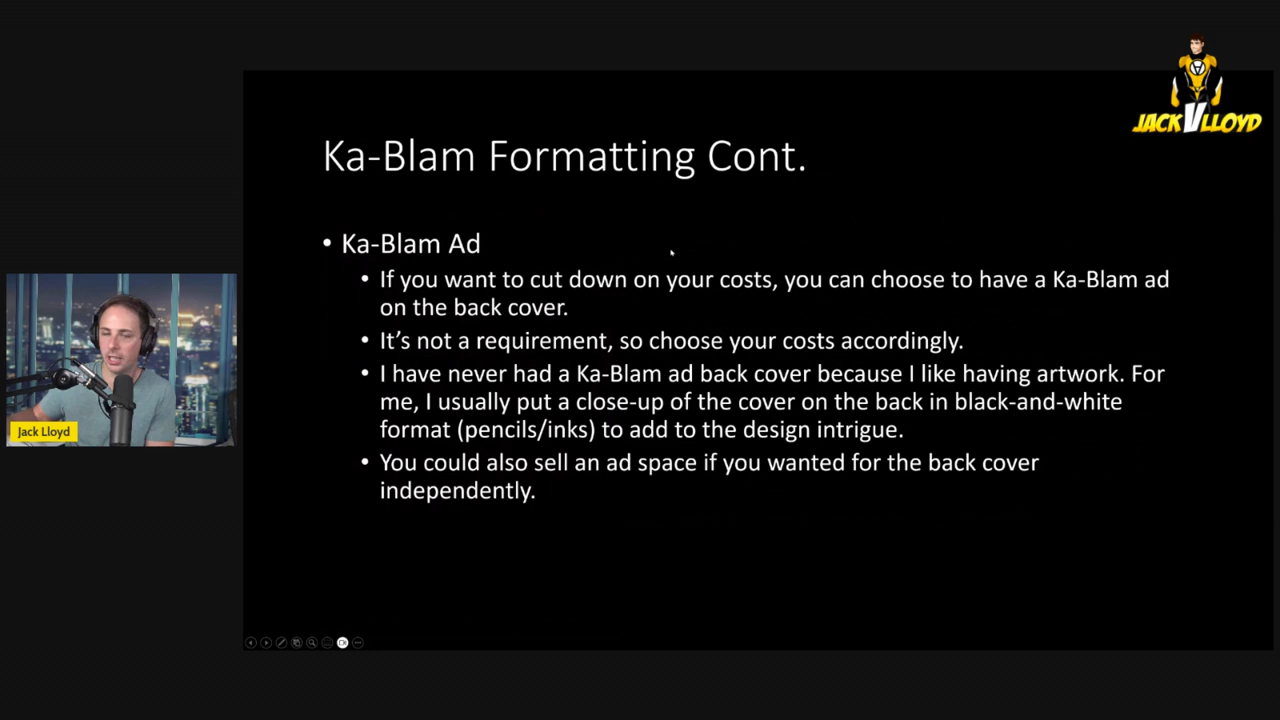 JACK V LLOYD
Ka-Blam Formatting Cont.
• Ka-Blam Ad
• If you want to cut down on your costs, you can choose to have a Ka-Blam ad
on the back cover.
• It’s not a requirement, so choose your costs accordingly.
• I have never had a Ka-Blam ad back cover because I like having artwork. For
me, I usually put a close-up of the cover on the back in black-and-white
format (pencils/inks) to add to the design intrigue.
• You could also sell an ad space if you wanted for the back cover
independently.
Jack Lloyd